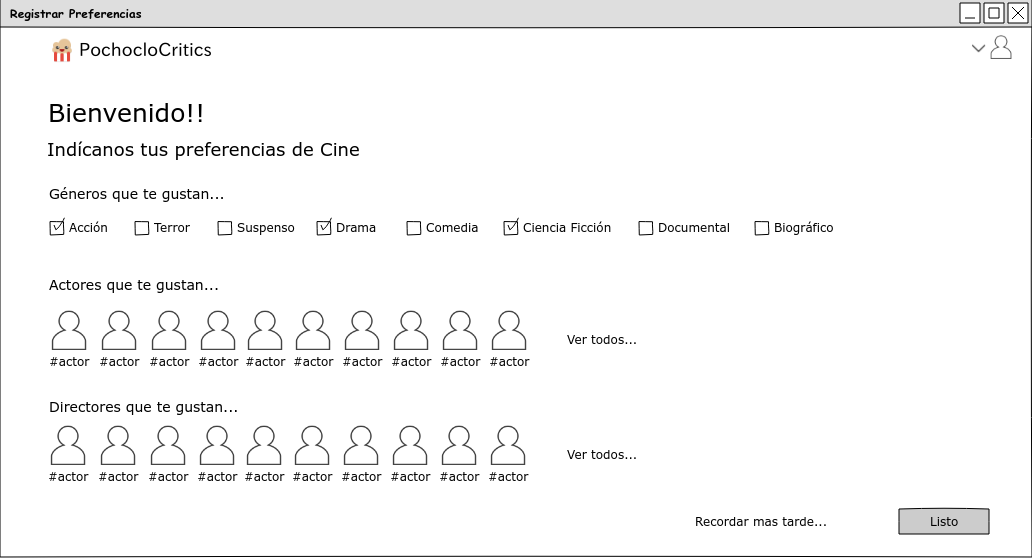 Registrar Preferencias
PochocloCritics
Bienvenido!!
Indícanos tus preferencias de Cine
Géneros que te gustan...
Acción Terror Suspenso Drama Comedia Ciencia Ficción Documental Biográfico
Actores que te gustan...
Ver todos...
#actor #actor #actor #actor #actor #actor #actor #actor #actor #actor
Directores que te gustan...
Ver todos...
#actor #actor #actor #actor #actor #actor #actor #actor #actor #actor
Recordar mas tarde... Listo